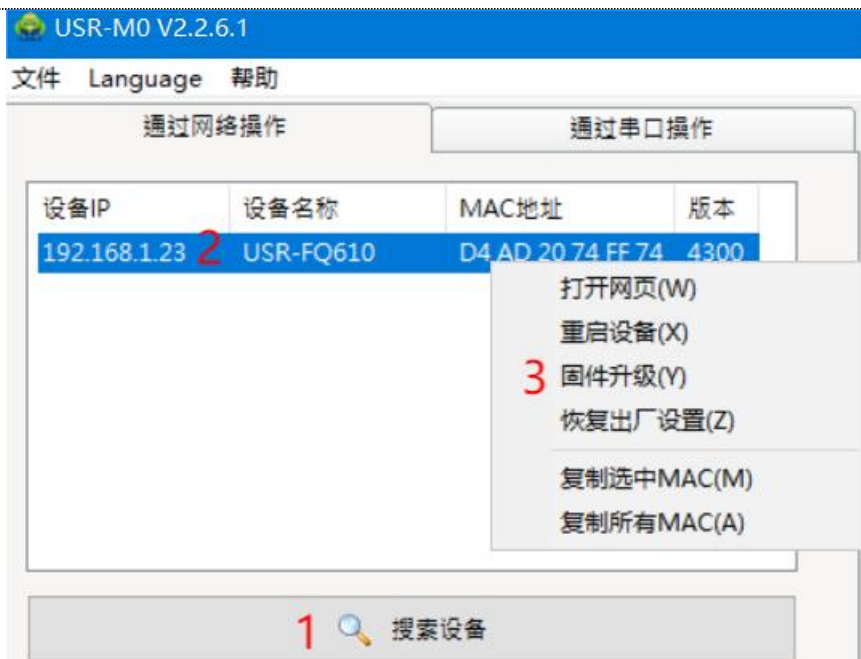 USR-M0 V2.2.6.1
文件 Language 帮助
通过网络操作 通过串口操作
设备IP 设备名称 MAC地址 版本
192.168.1.23 2 USR-FQ610 D4 AD 20 74 FF 74 4300
打开网页(W)
重启设备(X)
3 固件升级(Y)
恢复出厂设置(Z)
复制选中MAC(M)
复制所有MAC(A)
1 搜索设备